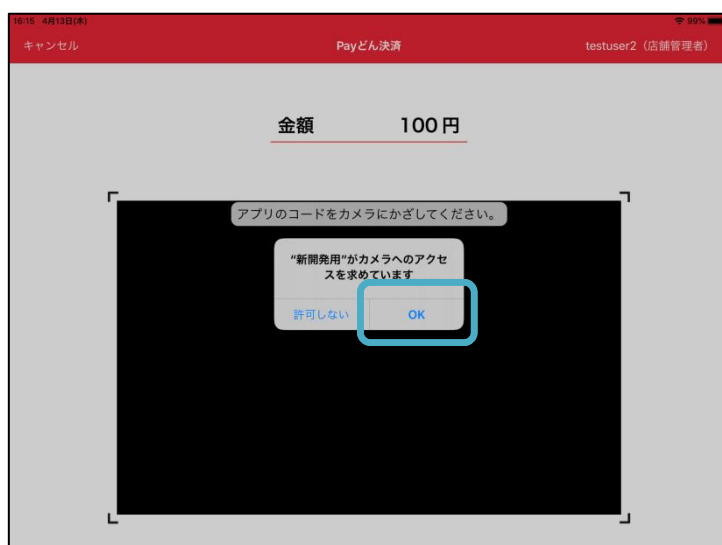 16:15 4月13日(木) 99%
キャンセル Payどん決済 testuser2（店舗管理者）
金額 100円
アプリのコードをカメラにかざしてください。
“新開発用”がカメラへのアクセ
スを求めています
許可しない OK